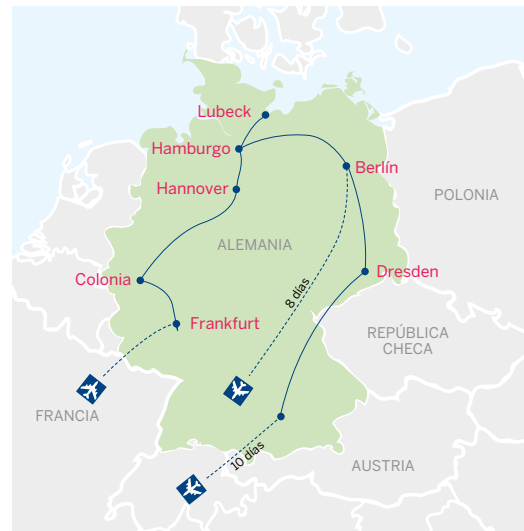 Lubeck
Hamburgo
Berlín
Hannover
POLONIA
ALEMANIA
Colonia
Dresden
8 días
Frankfurt
REPÚBLICA
CHECA
FRANCIA
10 días
AUSTRIA